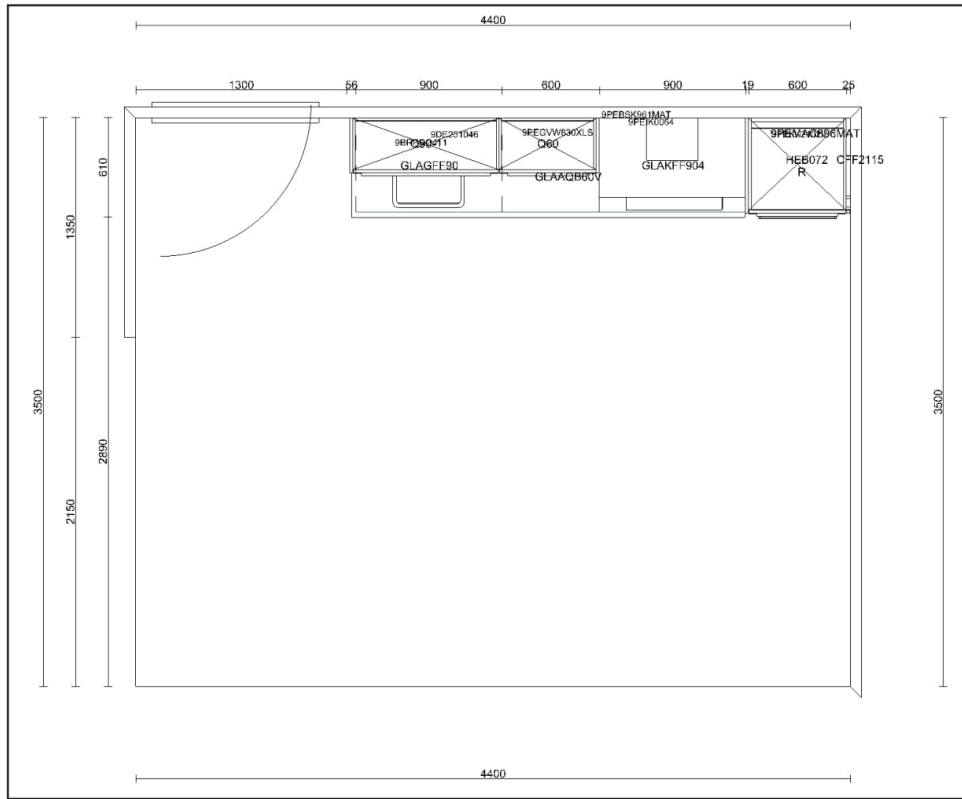 4400
1300 56 900 600 900 19 600 25
9PEBSK961MAT
9PEIK0064
9DE251046
9PEGVW830XLS
Q60
GLAGFF90
GLAAQB60V
GLAKFF904
HEB072
R
CFF2115
610
1350
3500
2890
2150
3500
4400